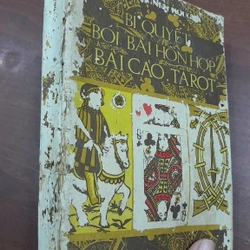 BÍ QUYẾT
BÓI BÀI HỖN HỢP
BÀI CÀO, TAROT